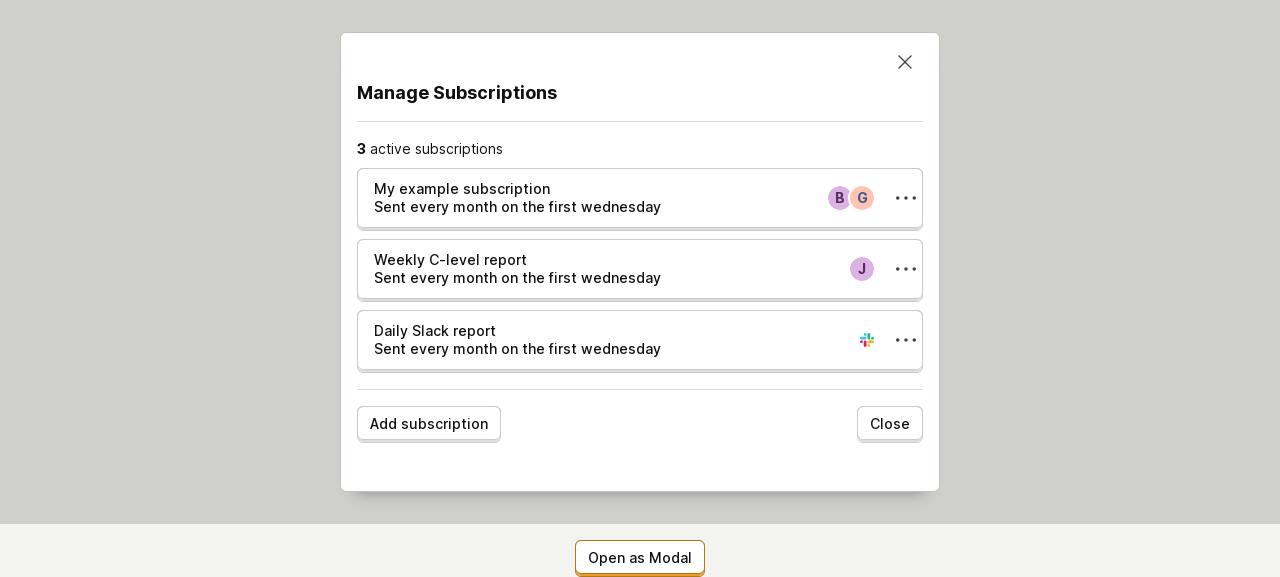 Manage Subscriptions
3 active subscriptions
My example subscription
Sent every month on the first wednesday
B G
Weekly C-level report
Sent every month on the first wednesday
J
Daily Slack report
Sent every month on the first wednesday
Add subscription
Close
Open as Modal